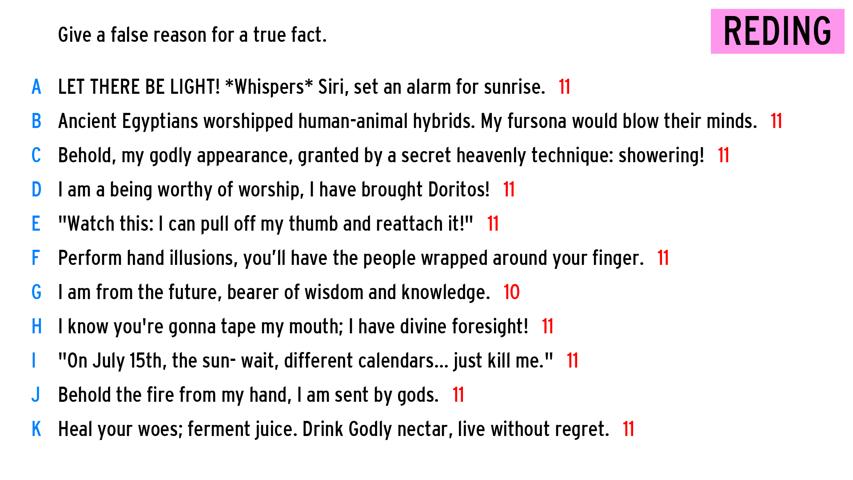 Give a false reason for a true fact.
REDING
A LET THERE BE LIGHT! *Whispers* Siri, set an alarm for sunrise. 11
B Ancient Egyptians worshipped human-animal hybrids. My fursona would blow their minds. 11
C Behold, my godly appearance, granted by a secret heavenly technique: showering! 11
D I am a being worthy of worship, I have brought Doritos! 11
E "Watch this: I can pull off my thumb and reattach it!" 11
F Perform hand illusions, you'll have the people wrapped around your finger. 11
G I am from the future, bearer of wisdom and knowledge. 10
H I know you're gonna tape my mouth; I have divine foresight! 11
I "On July 15th, the sun- wait, different calendars... just kill me." 11
J Behold the fire from my hand, I am sent by gods. 11
K Heal your woes; ferment juice. Drink Godly nectar, live without regret. 11